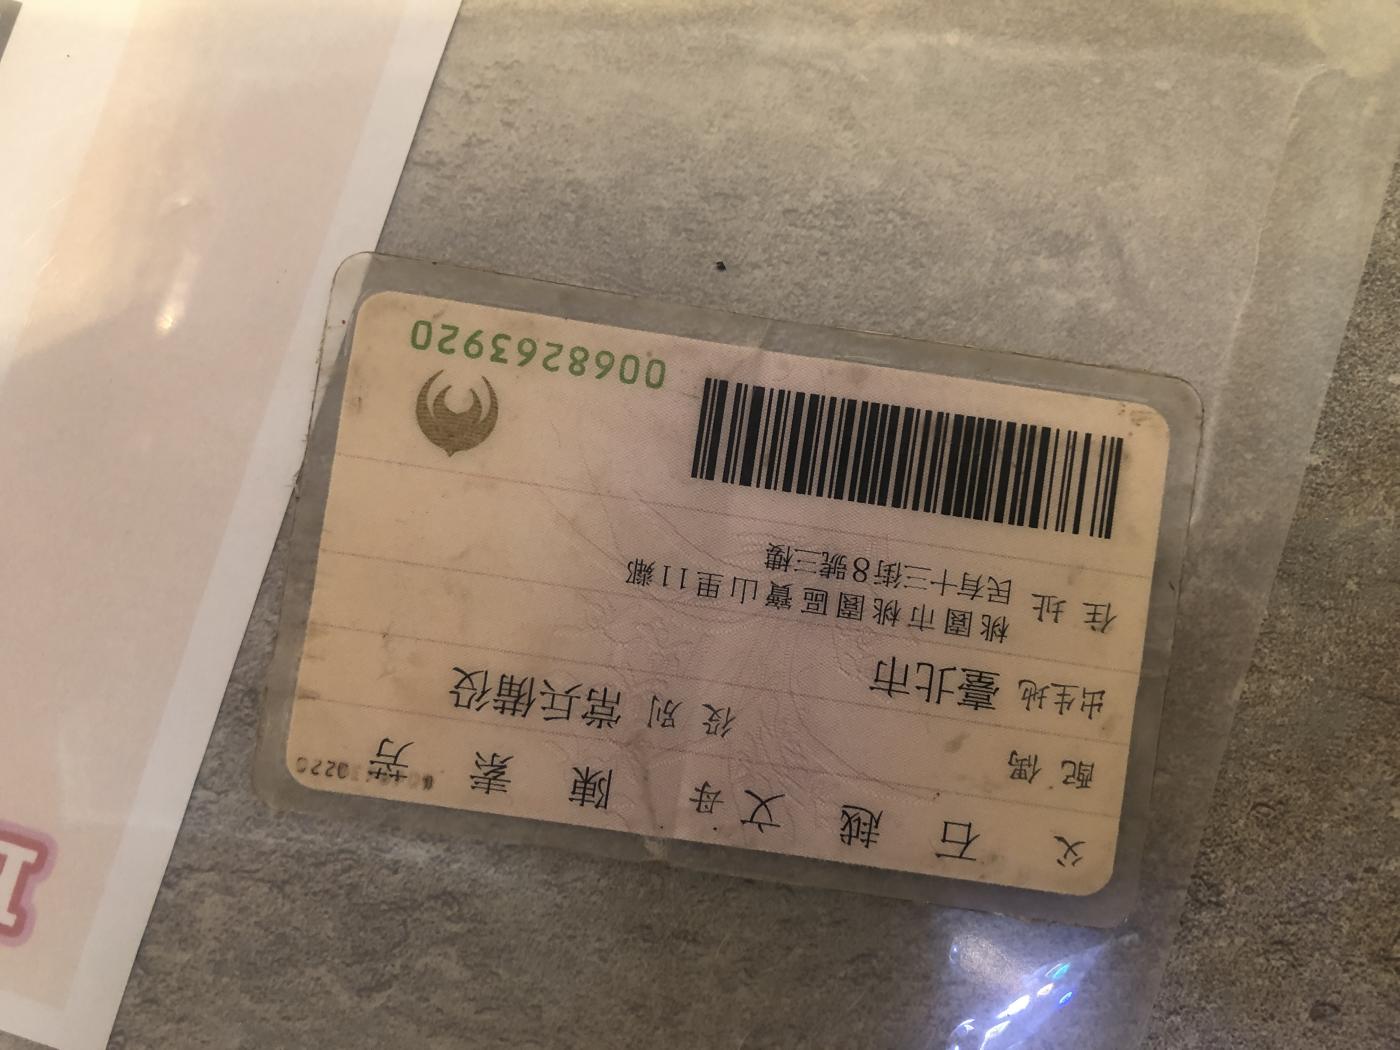 父 石 越 文 母 陳 素 芳
配偶 役別 常兵備役
出生地 臺北市
住址 桃園市桃園區寶山里11鄰
民有十三街8號三樓
0068263920